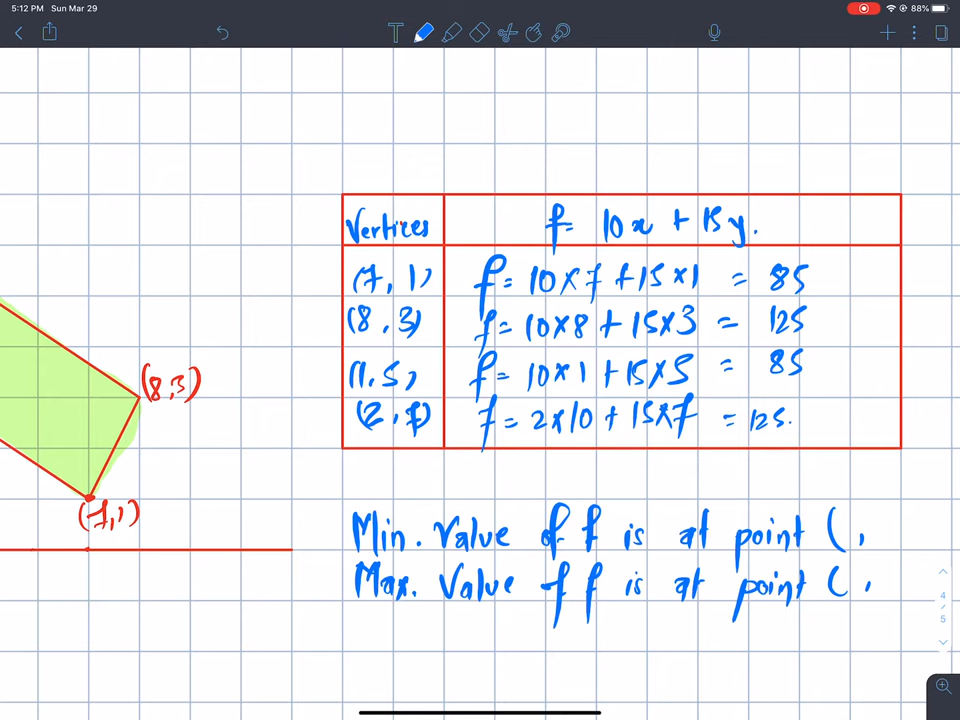 5:12 PM Sun Mar 29
88%
T
Vertices f= 10x + 15y.
(7, 1) f= 10×7 +15×1 = 85
(8,3) f= 10×8 + 15×3 = 125
(1,5, f= 10×1 + 15×5 = 85
(2,7) f= 2×10 + 15×7 = 125.
(8,3)
(7,1)
Min. Value of f is at point ( ,
Max. Value of f is at point ( ,
4
/
5